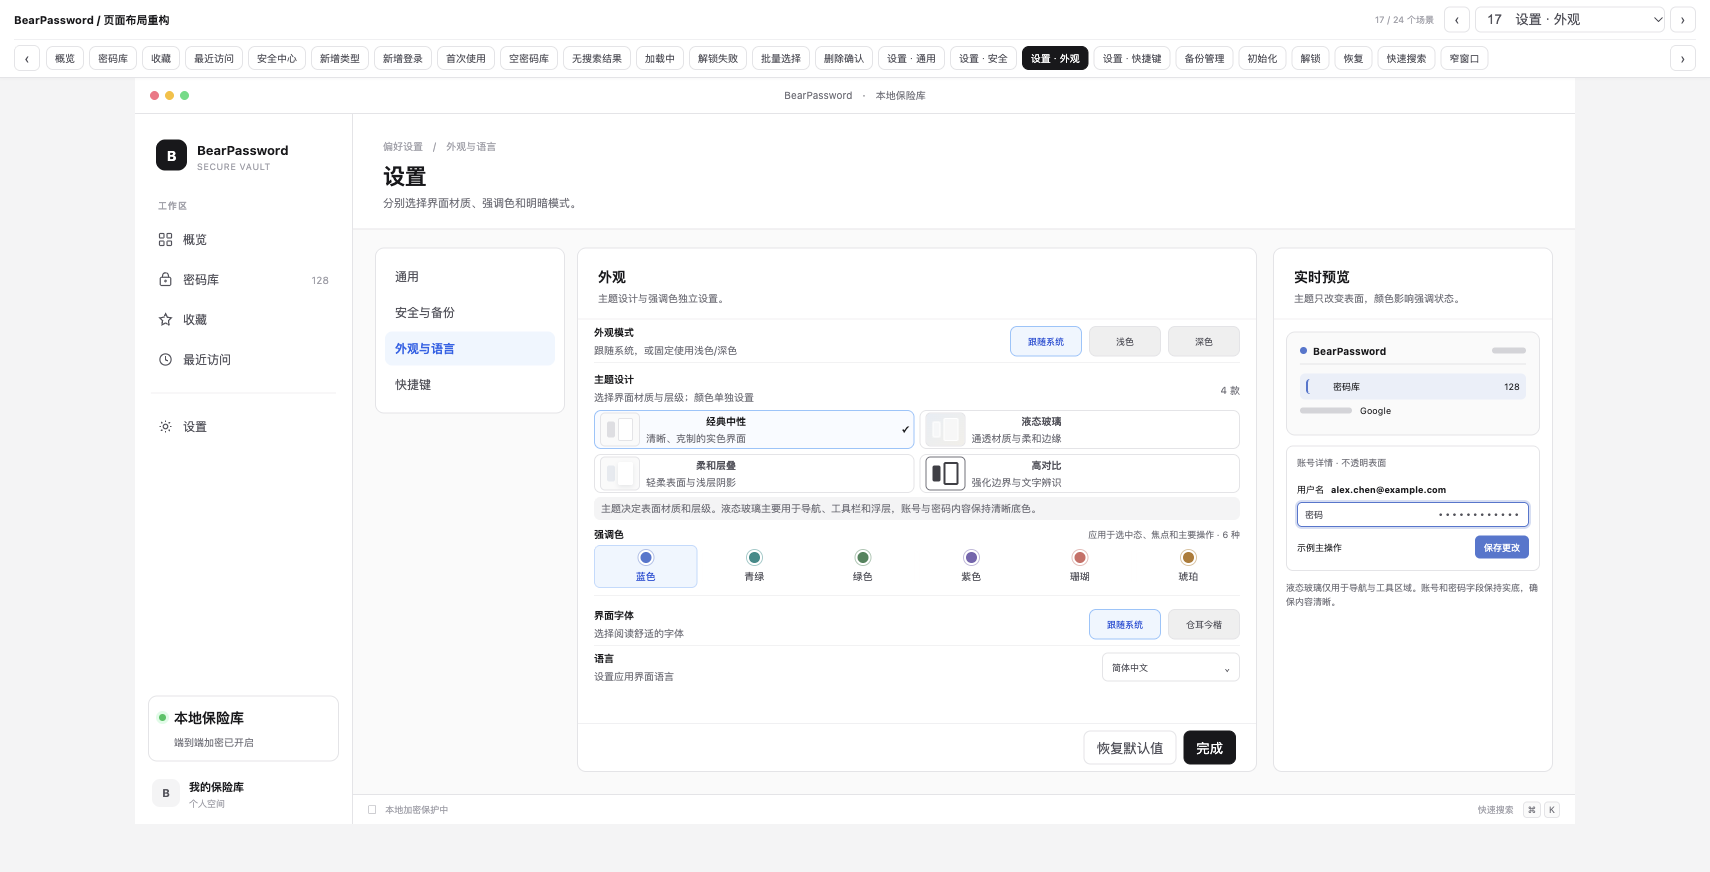 BearPassword / 页面布局重构
17 / 24 个场景
17 设置 · 外观
概览 密码库 收藏 最近访问 安全中心 新增类型 新增登录 首次使用 空密码库 无搜索结果 加载中 解锁失败 批量选择 删除确认 设置 · 通用 设置 · 安全 设置 · 外观 设置 · 快捷键 备份管理 初始化 解锁 恢复 快速搜索 窄窗口
BearPassword · 本地保险库
B
BearPassword
SECURE VAULT
工作区
概览
密码库 128
收藏
最近访问
设置
本地保险库
端到端加密已开启
B
我的保险库
个人空间
偏好设置 / 外观与语言
设置
分别选择界面材质、强调色和明暗模式。
通用
安全与备份
外观与语言
快捷键
外观
主题设计与强调色独立设置。
外观模式
跟随系统，或固定使用浅色/深色
跟随系统 浅色 深色
主题设计
选择界面材质与层级；颜色单独设置
4 款
经典中性
清晰、克制的实色界面
✓
液态玻璃
通透材质与柔和边缘
柔和层叠
轻柔表面与浅层阴影
高对比
强化边界与文字辨识
主题决定表面材质和层级。液态玻璃主要用于导航、工具栏和浮层，账号与密码内容保持清晰底色。
强调色
应用于选中态、焦点和主要操作 · 6 种
蓝色 青绿 绿色 紫色 珊瑚 琥珀
界面字体
选择阅读舒适的字体
跟随系统 仓耳今楷
语言
设置应用界面语言
简体中文
恢复默认值 完成
实时预览
主题只改变表面，颜色影响强调状态。
BearPassword
密码库 128
Google
账号详情 · 不透明表面
用户名 alex.chen@example.com
密码 ••••••••••••
示例主操作 保存更改
液态玻璃仅用于导航与工具区域。账号和密码字段保持实底，确
保内容清晰。
本地加密保护中
快速搜索 ⌘ K